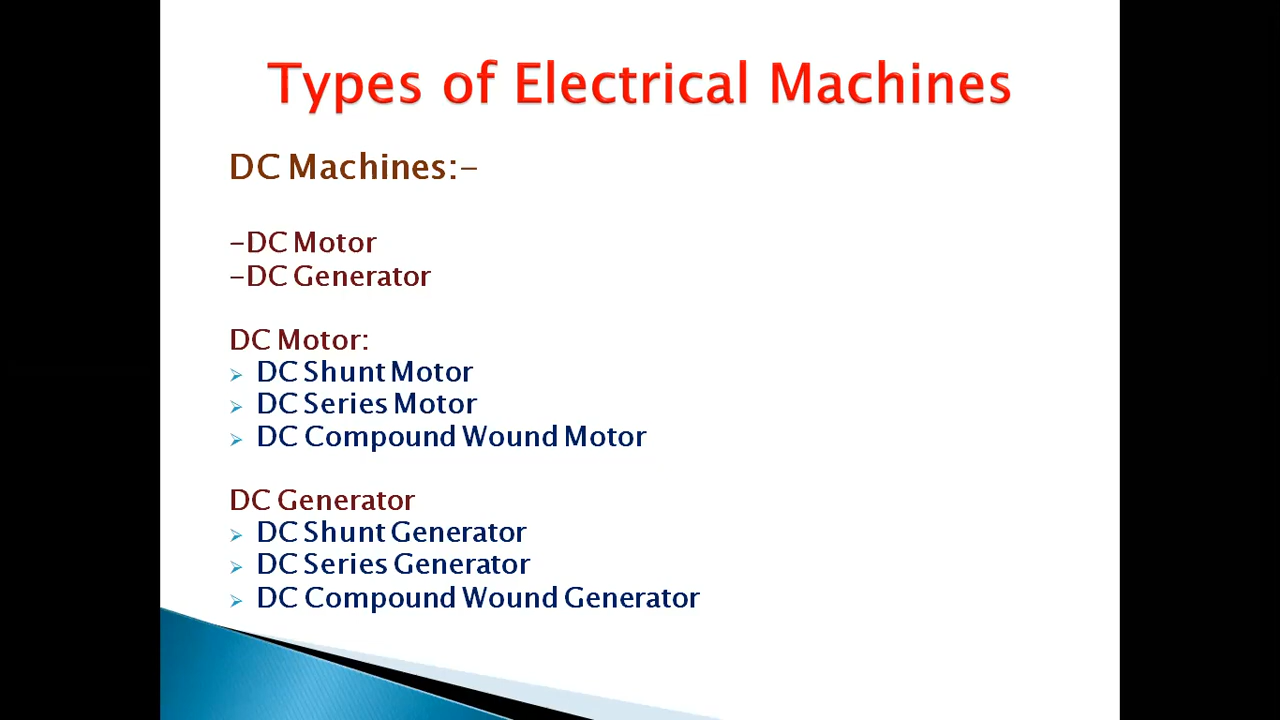 Types of Electrical Machines
DC Machines:-
-DC Motor
-DC Generator
DC Motor:
➢ DC Shunt Motor
➢ DC Series Motor
➢ DC Compound Wound Motor
DC Generator
➢ DC Shunt Generator
➢ DC Series Generator
➢ DC Compound Wound Generator